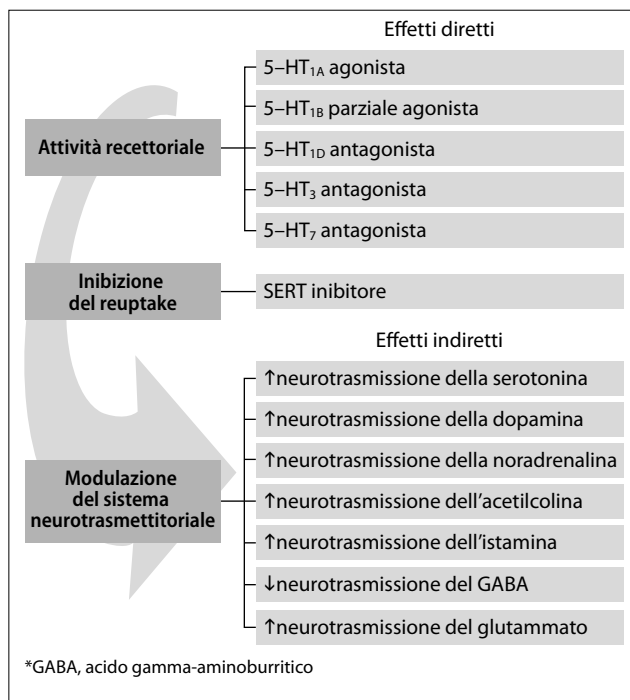 Effetti diretti
Attività recettoriale
5–HT1A agonista
5–HT1B parziale agonista
5–HT1D antagonista
5–HT3 antagonista
5–HT7 antagonista
Inibizione
del reuptake
SERT inibitore
Effetti indiretti
Modulazione
del sistema
neurotrasmettitoriale
↑neurotrasmissione della serotonina
↑neurotrasmissione della dopamina
↑neurotrasmissione della noradrenalina
↑neurotrasmissione dell’acetilcolina
↑neurotrasmissione dell’istamina
↓neurotrasmissione del GABA
↑neurotrasmissione del glutammato
*GABA, acido gamma-aminoburritico